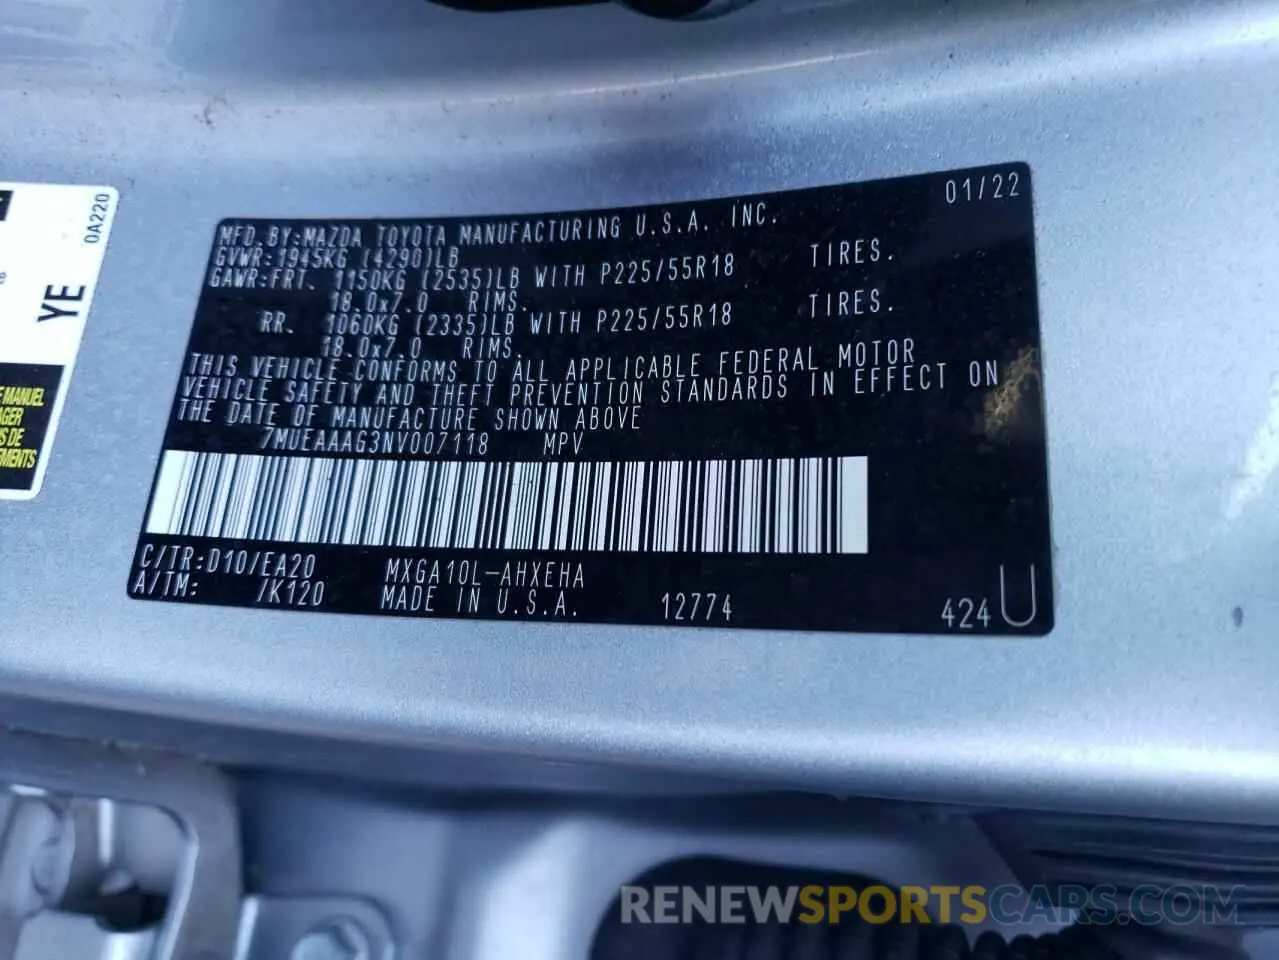 01/22
MFD.BY:MAZDA TOYOTA MANUFACTURING U.S.A. INC.
GVWR:1945KG (4290)LB
GAWR:FRT. 1150KG (2535)LB WITH P225/55R18 TIRES.
18.0x7.0 RIMS.
RR. 1060KG (2335)LB WITH P225/55R18 TIRES.
18.0x7.0 RIMS.
THIS VEHICLE CONFORMS TO ALL APPLICABLE FEDERAL MOTOR
VEHICLE SAFETY AND THEFT PREVENTION STANDARDS IN EFFECT ON
THE DATE OF MANUFACTURE SHOWN ABOVE
7MUEAAAG3NV007118 MPV
C/TR:D10/EA20 MXGA10L-AHXEHA
A/TM: /K120 MADE IN U.S.A. 12774 424 U
0A220
YE
MANUEL
RENEWSPORTSCARS.COM